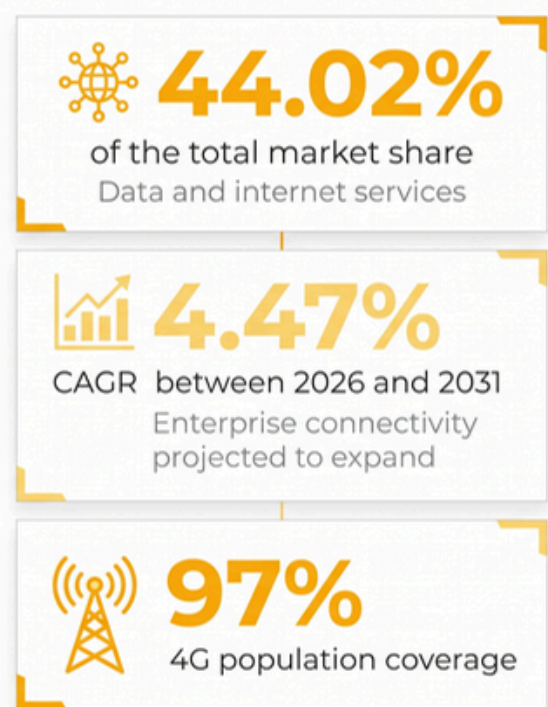 44.02%
of the total market share
Data and internet services
4.47%
CAGR between 2026 and 2031
Enterprise connectivity
projected to expand
97%
4G population coverage